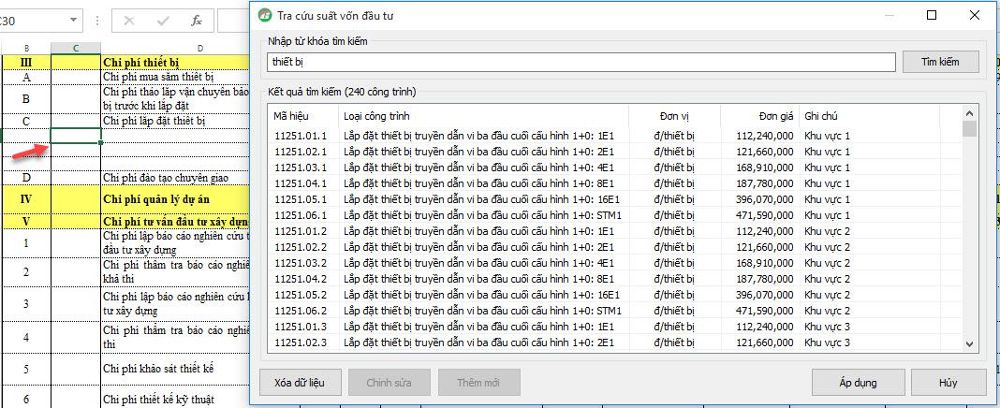 C30
fx
B C D
III Chi phí thiết bị
A Chi phí mua sắm thiết bị
B Chi phí tháo lắp vận chuyển bảo
bị trước khi lắp đặt
C Chi phí lắp đặt thiết bị
D Chi phí đào tạo chuyển giao
IV Chi phí quản lý dự án
V Chi phí tư vấn đầu tư xây dựng
1 Chi phí lập báo cáo nghiên cứu
đầu tư xây dựng
2 Chi phí thẩm tra báo cáo nghiên
khả thi
3 Chi phí lập báo cáo nghiên cứu
tư xây dựng
4 Chi phí thẩm tra báo cáo nghiên
thi
5 Chi phí khảo sát thiết kế
6 Chi phí thiết kế kỹ thuật
Tra cứu suất vốn đầu tư
Nhập từ khóa tìm kiếm
thiết bị
Tìm kiếm
Kết quả tìm kiếm (240 công trình)
Mã hiệu Loại công trình Đơn vị Đơn giá Ghi chú
11251.01.1 Lắp đặt thiết bị truyền dẫn vi ba đầu cuối cấu hình 1+0: 1E1 đ/thiết bị 112,240,000 Khu vực 1
11251.02.1 Lắp đặt thiết bị truyền dẫn vi ba đầu cuối cấu hình 1+0: 2E1 đ/thiết bị 121,660,000 Khu vực 1
11251.03.1 Lắp đặt thiết bị truyền dẫn vi ba đầu cuối cấu hình 1+0: 4E1 đ/thiết bị 168,910,000 Khu vực 1
11251.04.1 Lắp đặt thiết bị truyền dẫn vi ba đầu cuối cấu hình 1+0: 8E1 đ/thiết bị 187,780,000 Khu vực 1
11251.05.1 Lắp đặt thiết bị truyền dẫn vi ba đầu cuối cấu hình 1+0: 16E1 đ/thiết bị 396,070,000 Khu vực 1
11251.06.1 Lắp đặt thiết bị truyền dẫn vi ba đầu cuối cấu hình 1+0: STM1 đ/thiết bị 471,590,000 Khu vực 1
11251.01.2 Lắp đặt thiết bị truyền dẫn vi ba đầu cuối cấu hình 1+0: 1E1 đ/thiết bị 112,240,000 Khu vực 2
11251.02.2 Lắp đặt thiết bị truyền dẫn vi ba đầu cuối cấu hình 1+0: 2E1 đ/thiết bị 121,660,000 Khu vực 2
11251.03.2 Lắp đặt thiết bị truyền dẫn vi ba đầu cuối cấu hình 1+0: 4E1 đ/thiết bị 168,910,000 Khu vực 2
11251.04.2 Lắp đặt thiết bị truyền dẫn vi ba đầu cuối cấu hình 1+0: 8E1 đ/thiết bị 187,780,000 Khu vực 2
11251.05.2 Lắp đặt thiết bị truyền dẫn vi ba đầu cuối cấu hình 1+0: 16E1 đ/thiết bị 396,070,000 Khu vực 2
11251.06.2 Lắp đặt thiết bị truyền dẫn vi ba đầu cuối cấu hình 1+0: STM1 đ/thiết bị 471,590,000 Khu vực 2
11251.01.3 Lắp đặt thiết bị truyền dẫn vi ba đầu cuối cấu hình 1+0: 1E1 đ/thiết bị 112,240,000 Khu vực 3
11251.02.3 Lắp đặt thiết bị truyền dẫn vi ba đầu cuối cấu hình 1+0: 2E1 đ/thiết bị 121,660,000 Khu vực 3
Xóa dữ liệu Chỉnh sửa Thêm mới Áp dụng Hủy